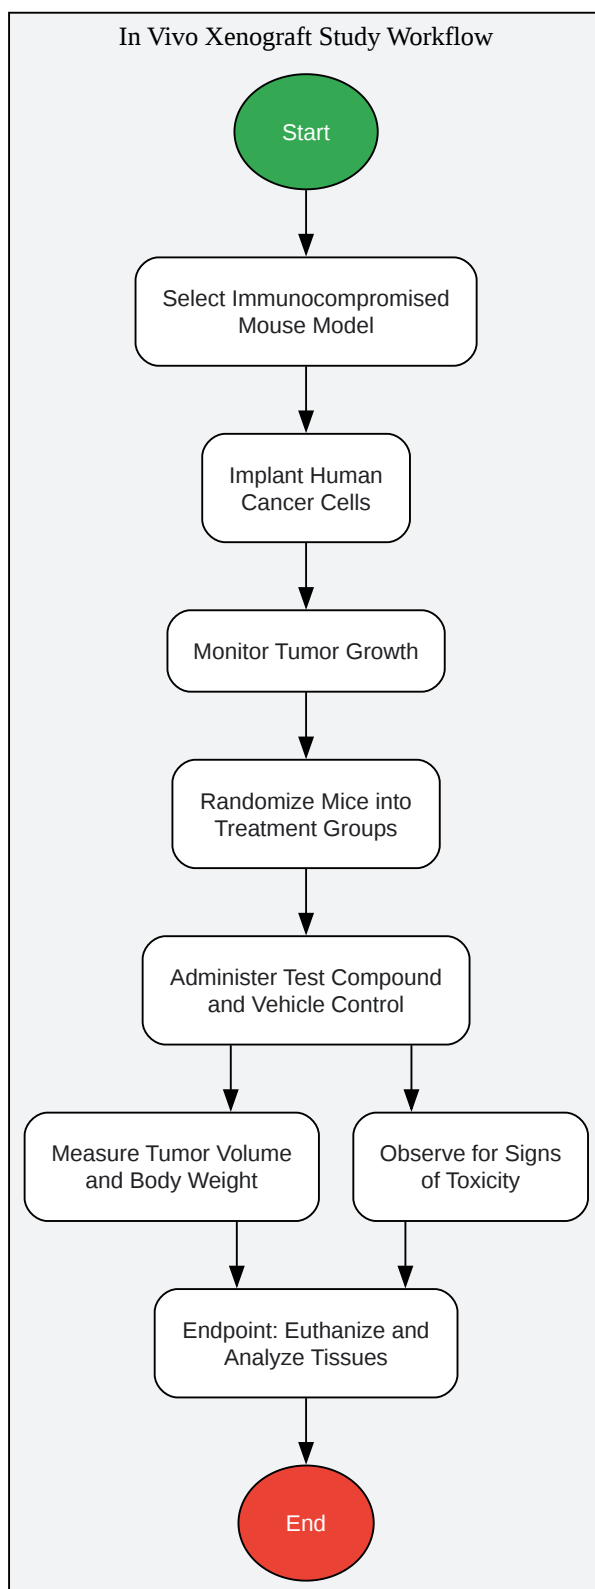 In Vivo Xenograft Study Workflow
Start
Select Immunocompromised
Mouse Model
Implant Human
Cancer Cells
Monitor Tumor Growth
Randomize Mice into
Treatment Groups
Administer Test Compound
and Vehicle Control
Measure Tumor Volume
and Body Weight
Observe for Signs
of Toxicity
Endpoint: Euthanize and
Analyze Tissues
End